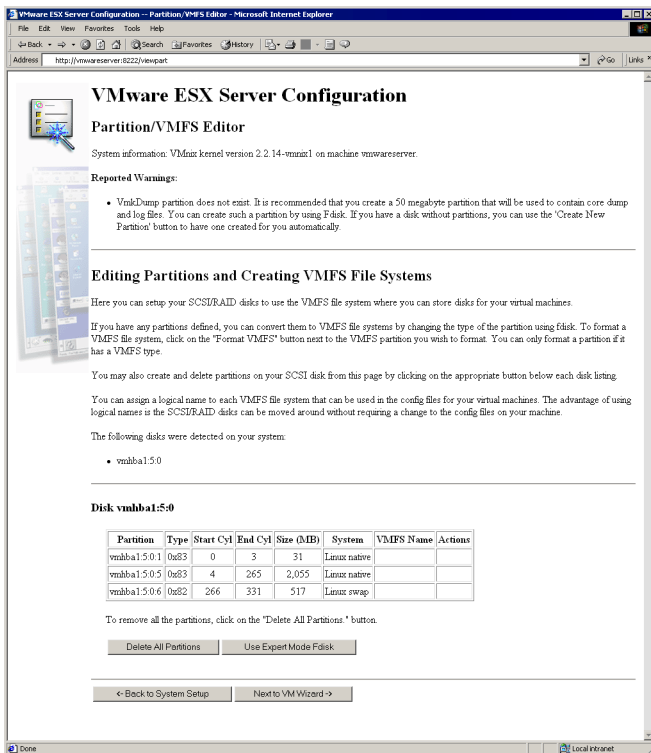 VMware ESX Server Configuration -- Partition/VMFS Editor - Microsoft Internet Explorer
File Edit View Favorites Tools Help
Back Search Favorites History
Address http://vmwareserver:8222/viewpart Go Links »
VMware ESX Server Configuration
Partition/VMFS Editor
System information: VMnix kernel version 2.2.14-vmnix1 on machine vmwareserver.
Reported Warnings:
• VmkDump partition does not exist. It is recommended that you create a 50 megabyte partition that will be used to contain core dump
and log files. You can create such a partition by using Fdisk. If you have a disk without partitions, you can use the 'Create New
Partition' button to have one created for you automatically.
Editing Partitions and Creating VMFS File Systems
Here you can setup your SCSI/RAID disks to use the VMFS file system where you can store disks for your virtual machines.
If you have any partitions defined, you can convert them to VMFS file systems by changing the type of the partition using fdisk. To format a
VMFS file system, click on the "Format VMFS" button next to the VMFS partition you wish to format. You can only format a partition if it
has a VMFS type.
You may also create and delete partitions on your SCSI disk from this page by clicking on the appropriate button below each disk listing.
You can assign a logical name to each VMFS file system that can be used in the config files for your virtual machines. The advantage of using
logical names is the SCSI/RAID disks can be moved around without requiring a change to the config files on your machine.
The following disks were detected on your system:
• vmhba1:5:0
Disk vmhba1:5:0
Partition Type Start Cyl End Cyl Size (MB) System VMFS Name Actions
vmhba1:5:0:1 0x83 0 3 31 Linux native
vmhba1:5:0:5 0x83 4 265 2,055 Linux native
vmhba1:5:0:6 0x82 266 331 517 Linux swap
To remove all the partitions, click on the "Delete All Partitions." button.
Delete All Partitions Use Expert Mode Fdisk
<- Back to System Setup Next to VM Wizard ->
Done Local intranet